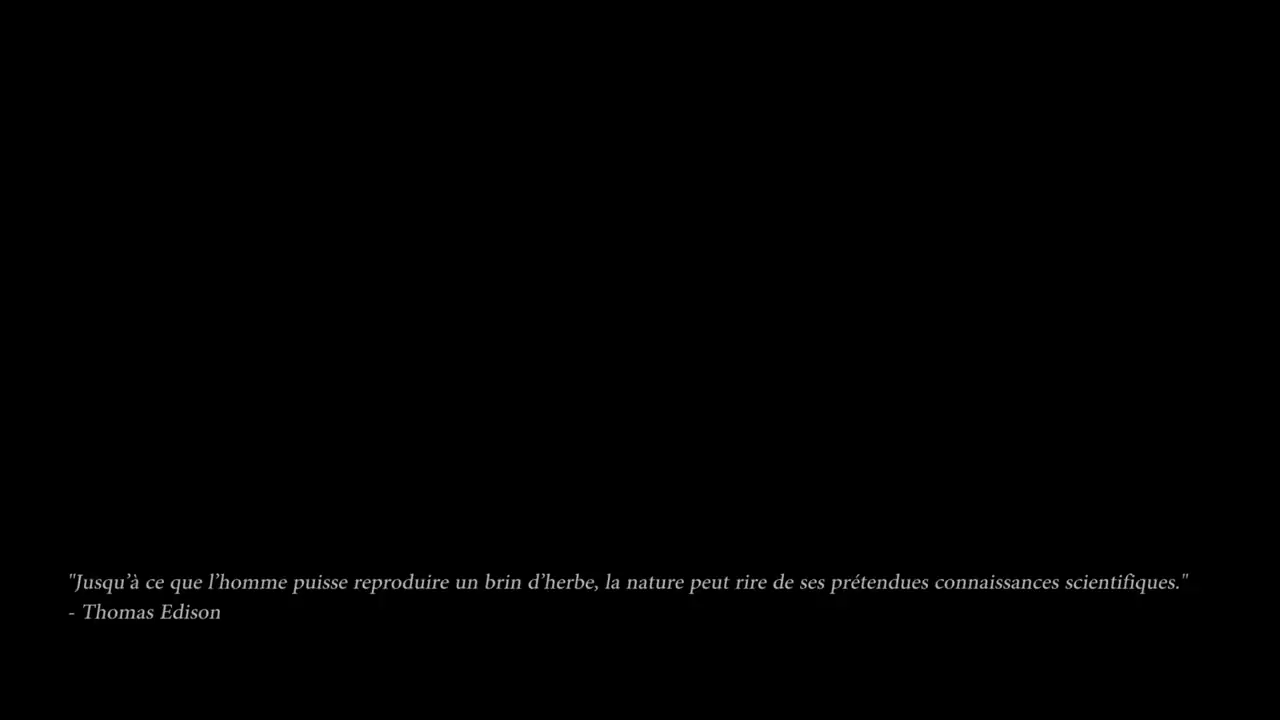 "Jusqu’à ce que l’homme puisse reproduire un brin d’herbe, la nature peut rire de ses prétendues connaissances scientifiques."
- Thomas Edison